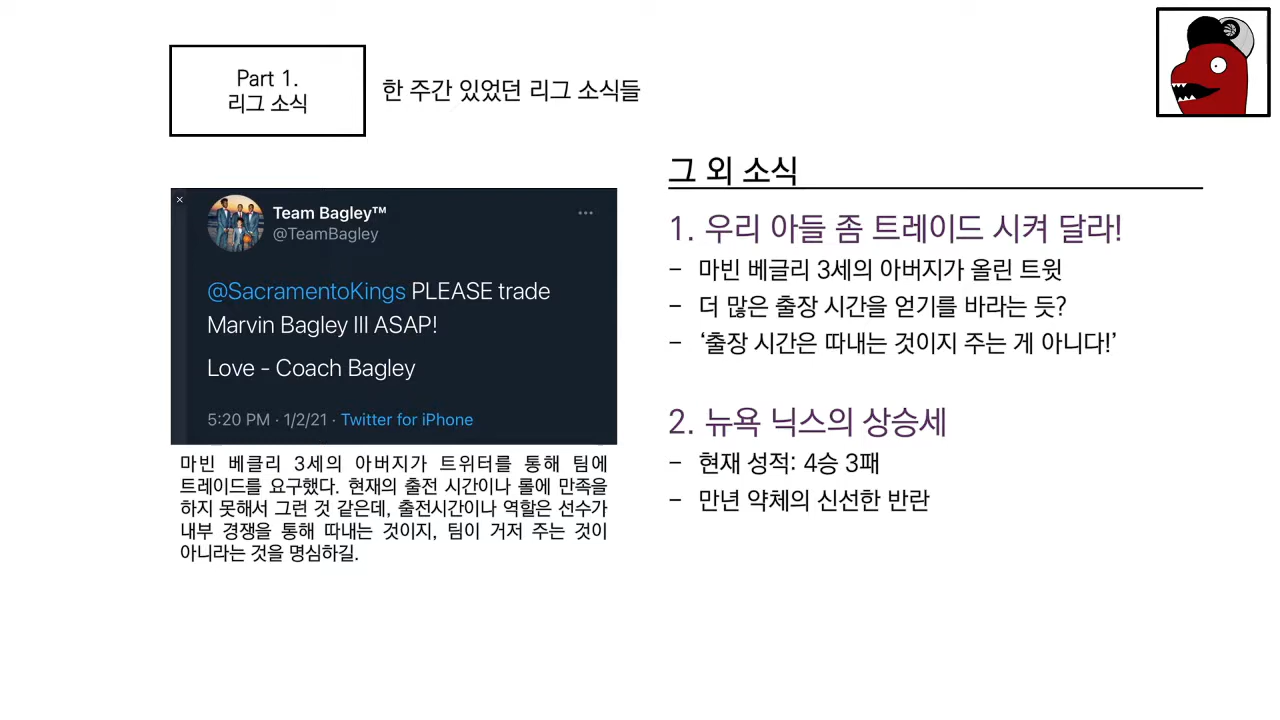 Part 1.
리그 소식
한 주간 있었던 리그 소식들
Team Bagley™
@TeamBagley
@SacramentoKings PLEASE trade
Marvin Bagley III ASAP!
Love - Coach Bagley
5:20 PM · 1/2/21 · Twitter for iPhone
마빈 베클리 3세의 아버지가 트위터를 통해 팀에
트레이드를 요구했다. 현재의 출전 시간이나 롤에 만족을
하지 못해서 그런 것 같은데, 출전시간이나 역할은 선수가
내부 경쟁을 통해 따내는 것이지, 팀이 거저 주는 것이
아니라는 것을 명심하길.
그 외 소식
1. 우리 아들 좀 트레이드 시켜 달라!
- 마빈 베글리 3세의 아버지가 올린 트윗
- 더 많은 출장 시간을 얻기를 바라는 듯?
- ‘출장 시간은 따내는 것이지 주는 게 아니다!’
2. 뉴욕 닉스의 상승세
- 현재 성적: 4승 3패
- 만년 약체의 신선한 반란